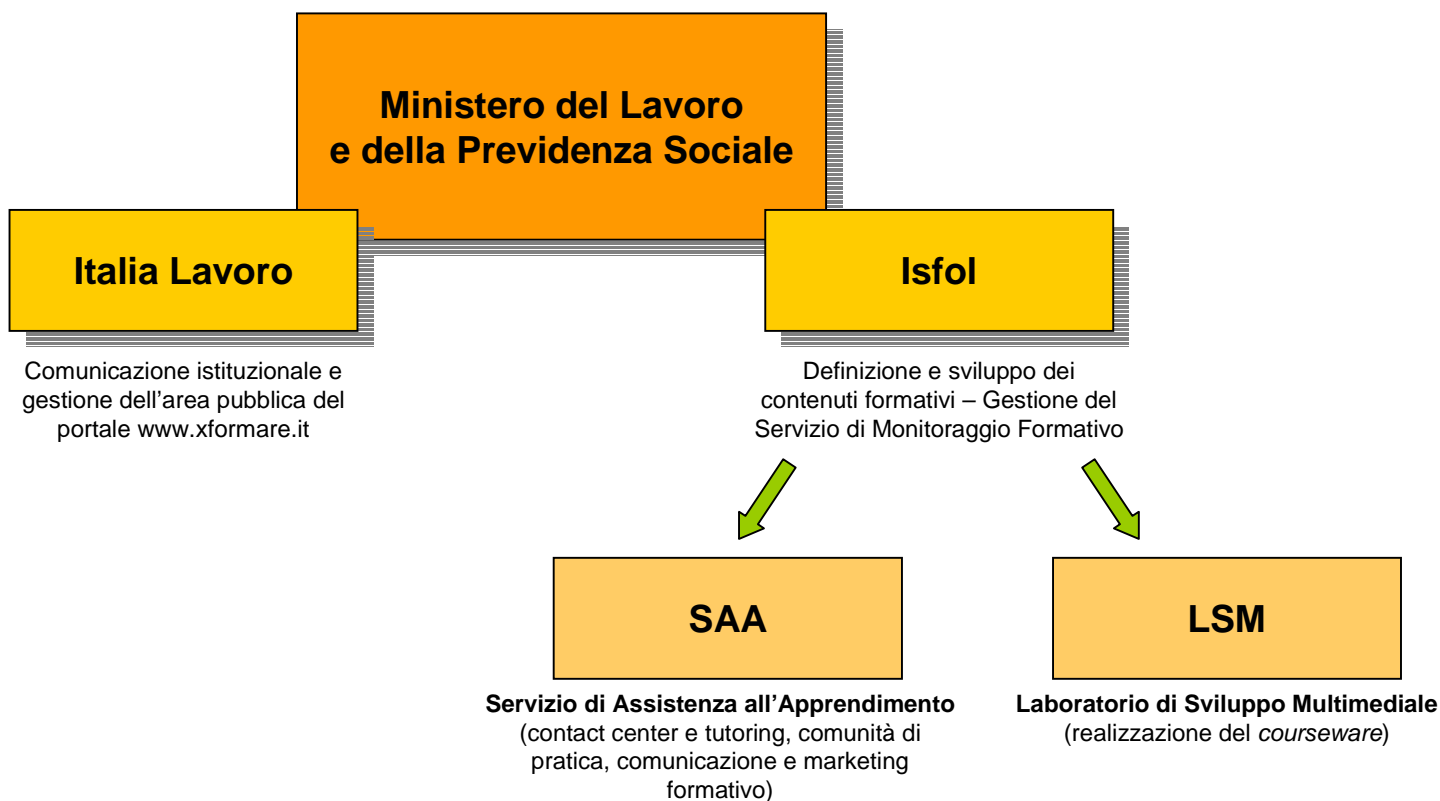 Ministero del Lavoro
e della Previdenza Sociale
Italia Lavoro
Isfol
Comunicazione istituzionale e
gestione dell’area pubblica del
portale www.xformare.it
Definizione e sviluppo dei
contenuti formativi – Gestione del
Servizio di Monitoraggio Formativo
SAA
LSM
Servizio di Assistenza all’Apprendimento
(contact center e tutoring, comunità di
pratica, comunicazione e marketing
formativo)
Laboratorio di Sviluppo Multimediale
(realizzazione del courseware)